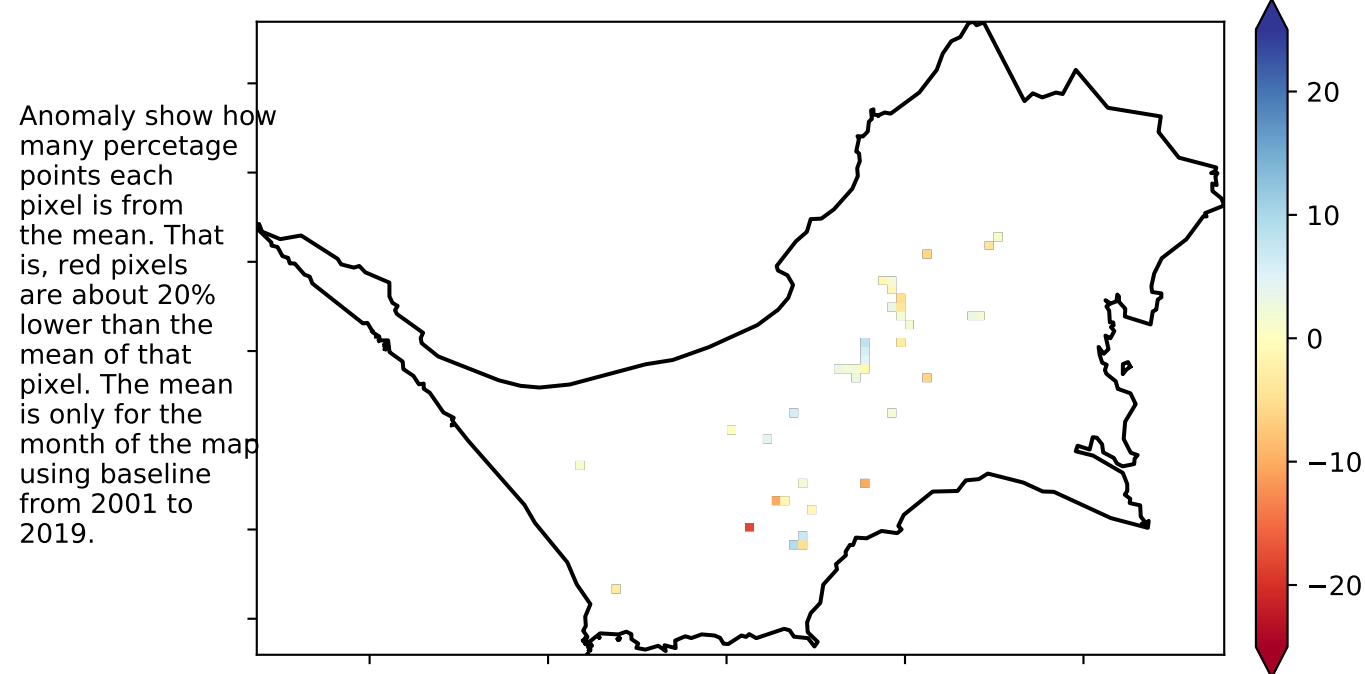 Anomaly show how
many percetage
points each
pixel is from
the mean. That
is, red pixels
are about 20%
lower than the
mean of that
pixel. The mean
is only for the
month of the map
using baseline
from 2001 to
2019.
20
10
0
−10
−20